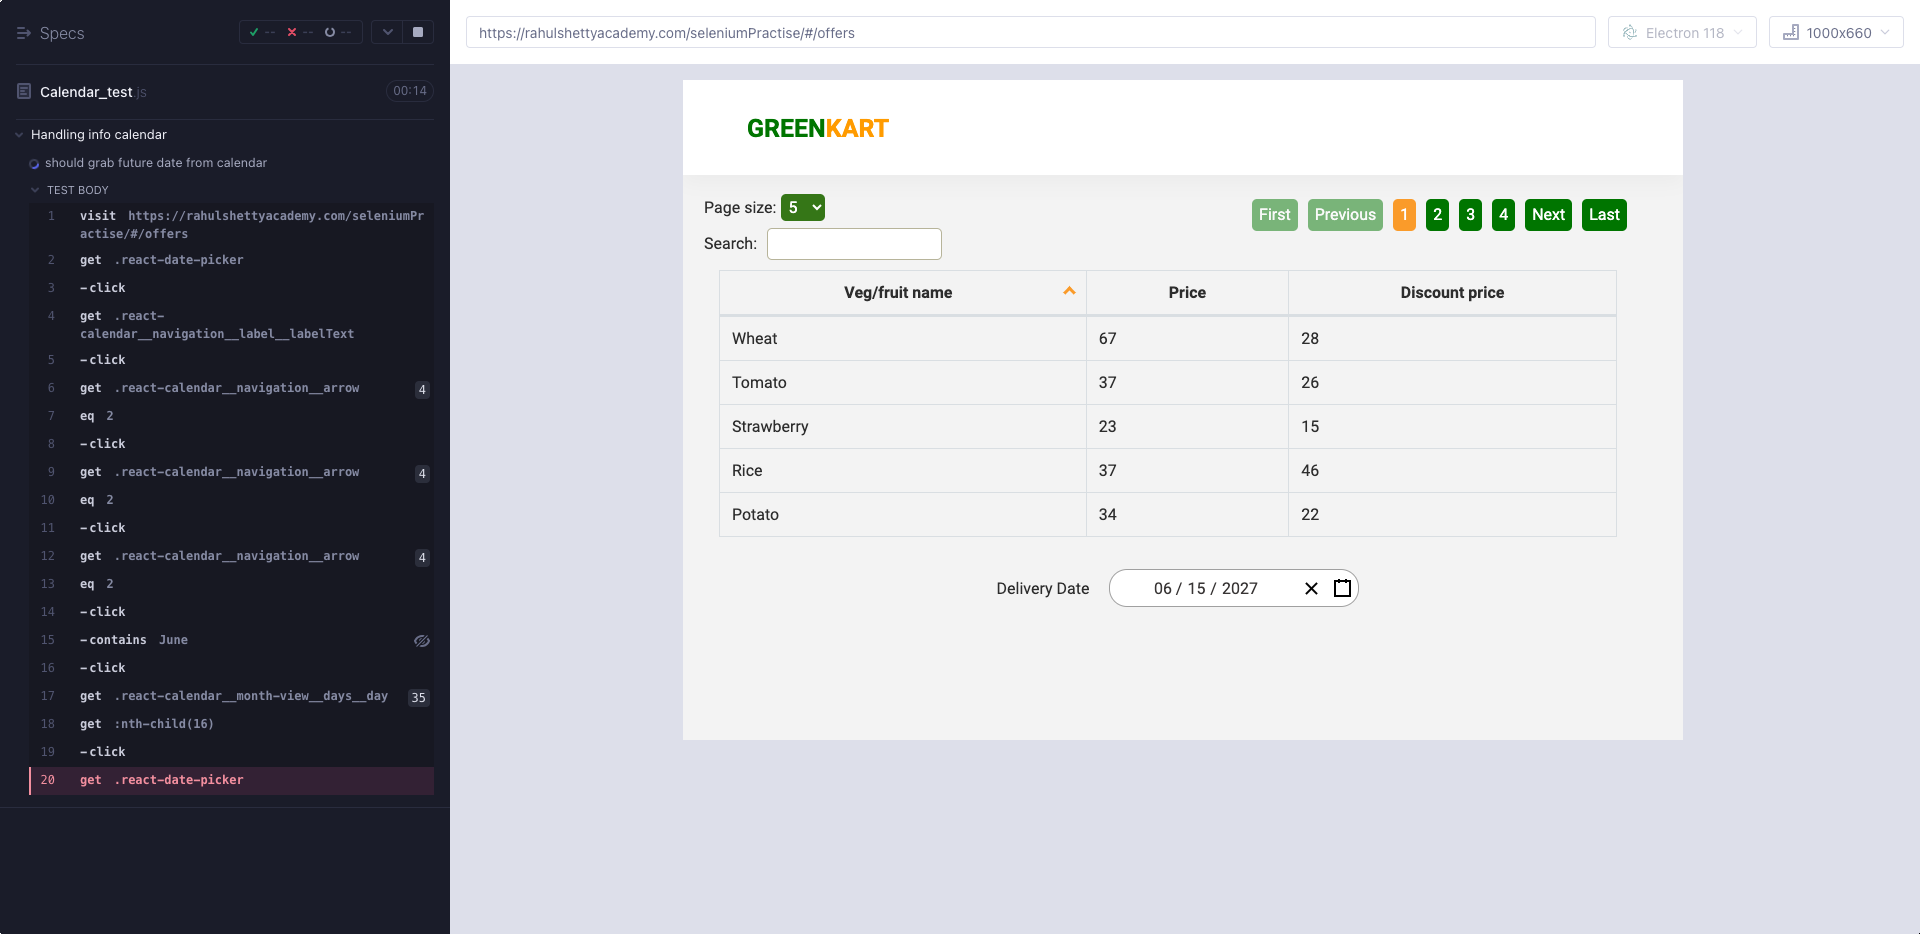 Specs
-- -- --
Calendar_test.js
00:14
Handling info calendar
should grab future date from calendar
TEST BODY
1 visit https://rahulshettyacademy.com/seleniumPr
actise/#/offers
2 get .react-date-picker
3 -click
4 get .react-
calendar__navigation__label__labelText
5 -click
6 get .react-calendar__navigation__arrow 4
7 eq 2
8 -click
9 get .react-calendar__navigation__arrow 4
10 eq 2
11 -click
12 get .react-calendar__navigation__arrow 4
13 eq 2
14 -click
15 -contains June
16 -click
17 get .react-calendar__month-view__days__day 35
18 get :nth-child(16)
19 -click
20 get .react-date-picker
https://rahulshettyacademy.com/seleniumPractise/#/offers
Electron 118
1000x660
GREENKART
Page size: 5
First Previous 1 2 3 4 Next Last
Search:
Veg/fruit name Price Discount price
Wheat 67 28
Tomato 37 26
Strawberry 23 15
Rice 37 46
Potato 34 22
Delivery Date 06 / 15 / 2027